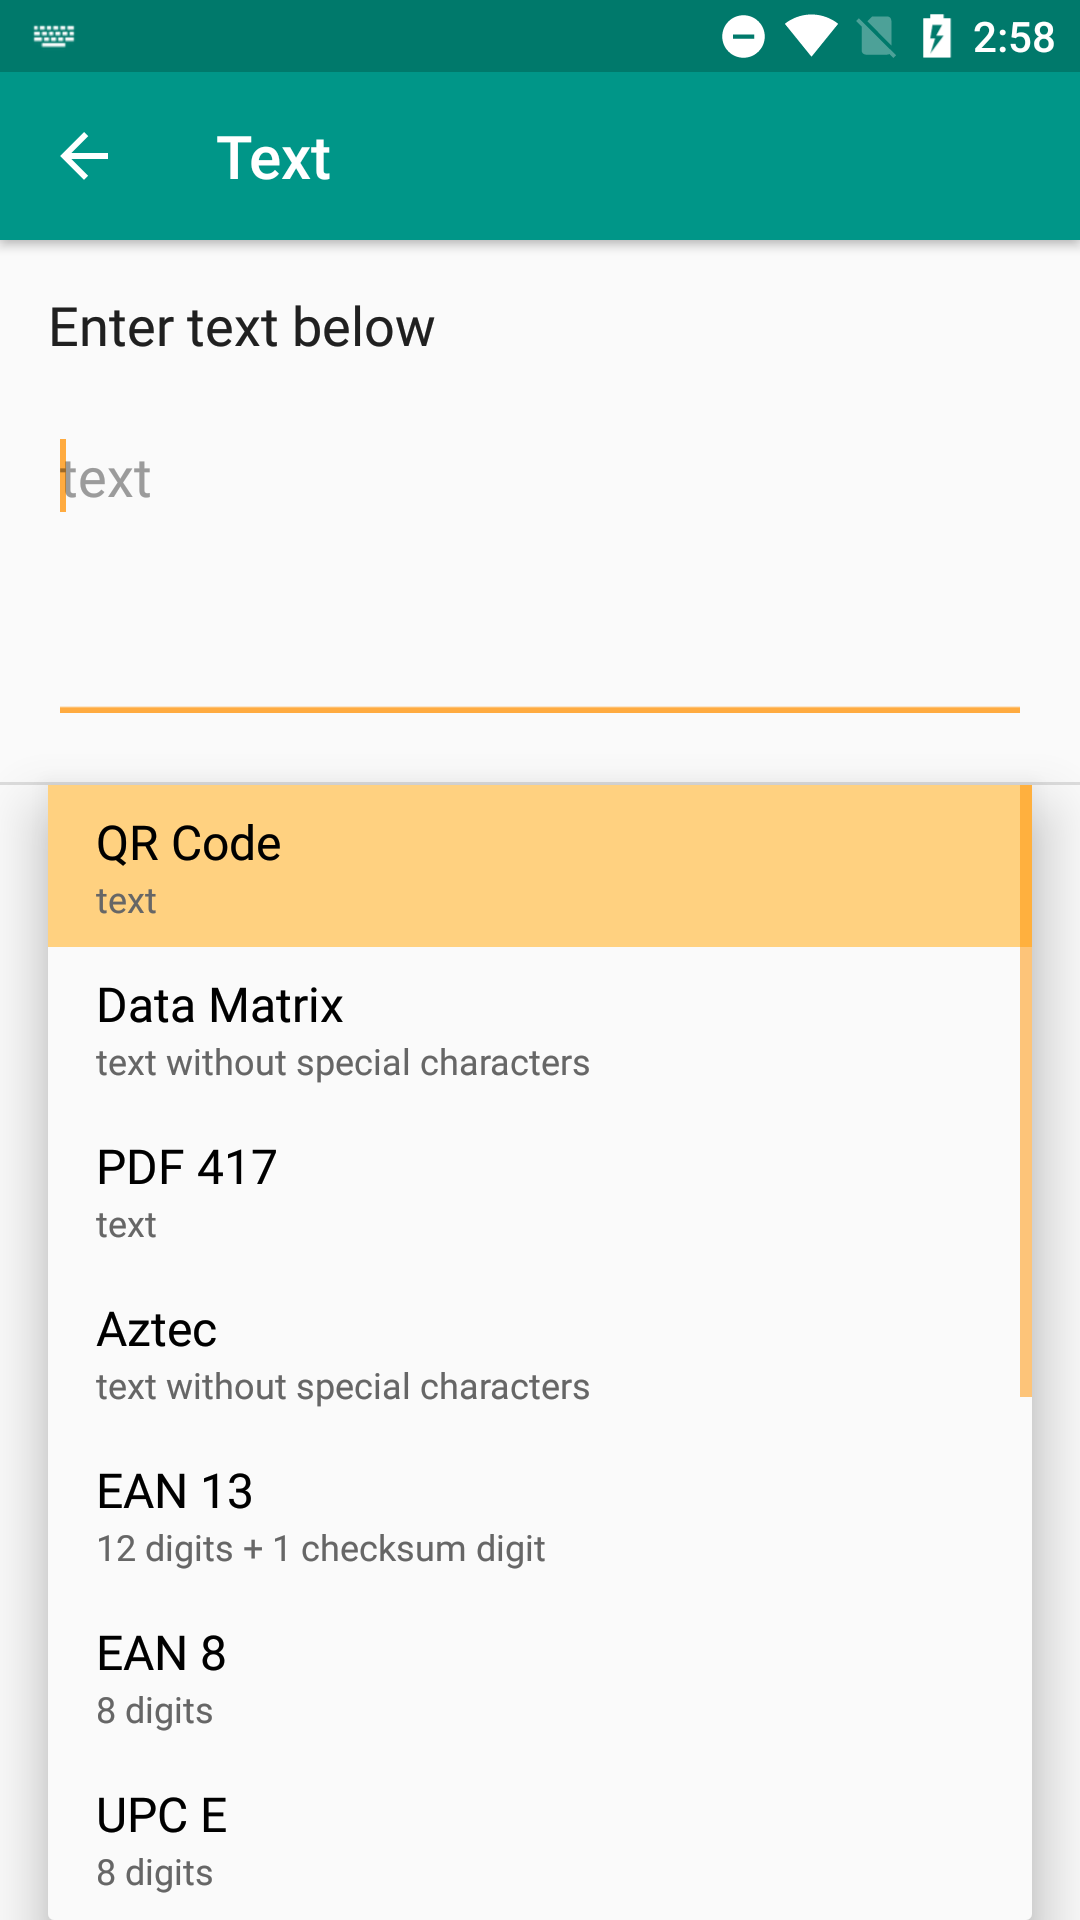 2:58
Text
Enter text below
text
QR Code
text
Data Matrix
text without special characters
PDF 417
text
Aztec
text without special characters
EAN 13
12 digits + 1 checksum digit
EAN 8
8 digits
UPC E
8 digits